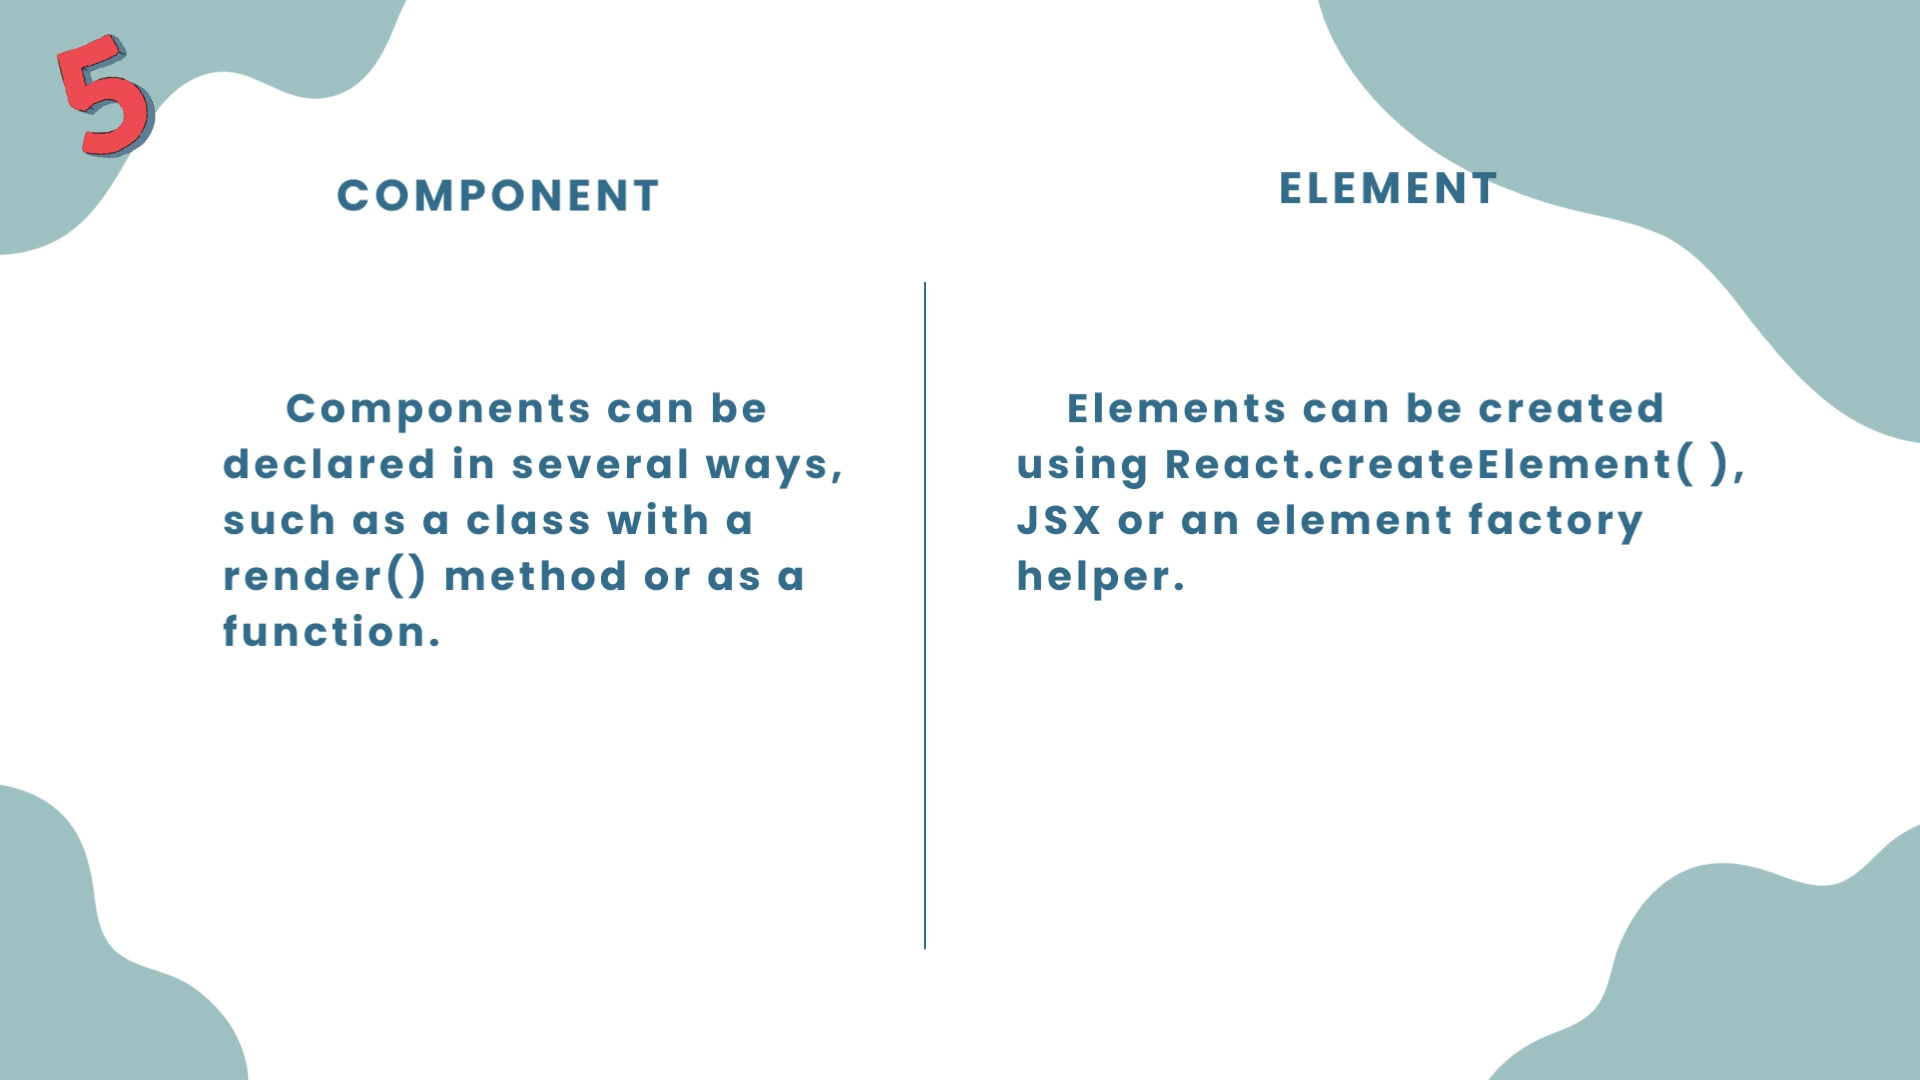 5
COMPONENT
Components can be
declared in several ways,
such as a class with a
render() method or as a
function.
ELEMENT
Elements can be created
using React.createElement( ),
JSX or an element factory
helper.